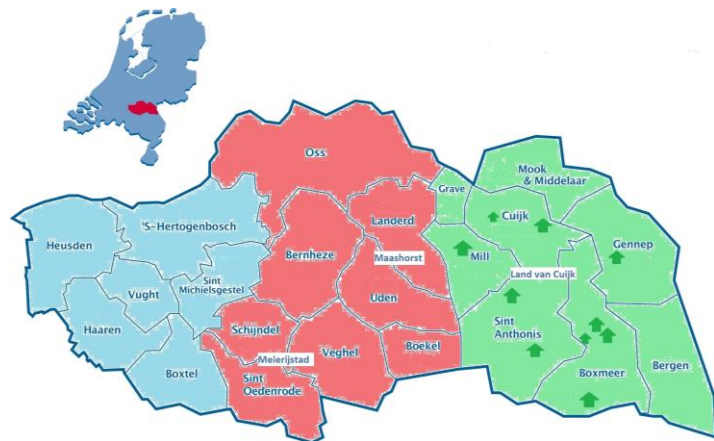 Oss
Mook
& Middelaar
Grave
Cuijk
Landerd
'S-Hertogenbosch
Heusden
Gennep
Bernheze
Maashorst
Mill
Land van Cuijk
Sint
Michielsgestel
Vught
Uden
Haaren
Schijndel
Sint
Anthonis
Meierijstad
Veghel
Boekel
Boxtel
Sint
Oedenrode
Bergen
Boxmeer